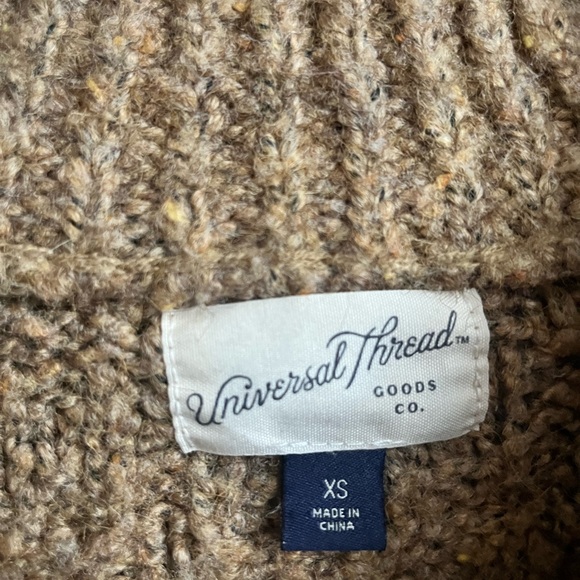 Universal Thread™
GOODS
CO.
XS
MADE IN
CHINA